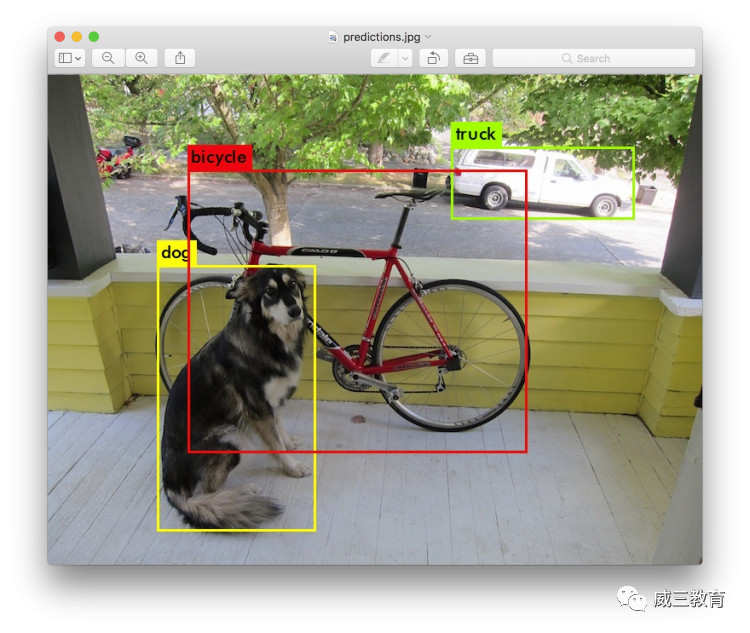 predictions.jpg
Search
truck
bicycle
dog
威三教育